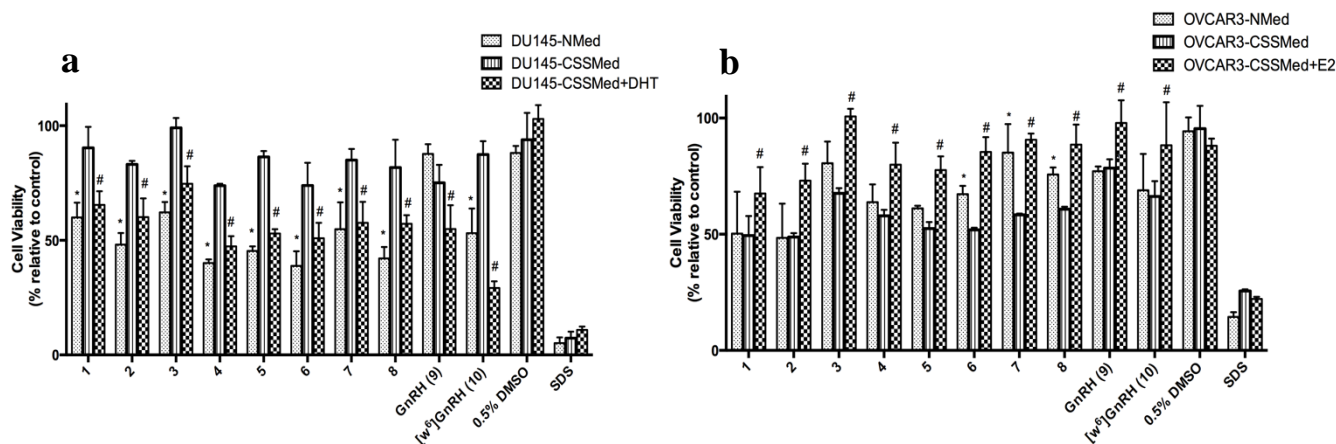 a
DU145-NMed
DU145-CSSMed
DU145-CSSMed+DHT
Cell Viability
(% relative to control)
100
50
0
* # * # * # * # * # * # * # * # # * #
1 2 3 4 5 6 7 8 GnRH (9) [w⁶]GnRH (10) 0.5% DMSO SDS
b
OVCAR3-NMed
OVCAR3-CSSMed
OVCAR3-CSSMed+E2
Cell Viability
(% relative to control)
100
50
0
# # # # # * # * # * # # #
1 2 3 4 5 6 7 8 GnRH (9) [w⁶]GnRH (10) 0.5% DMSO SDS